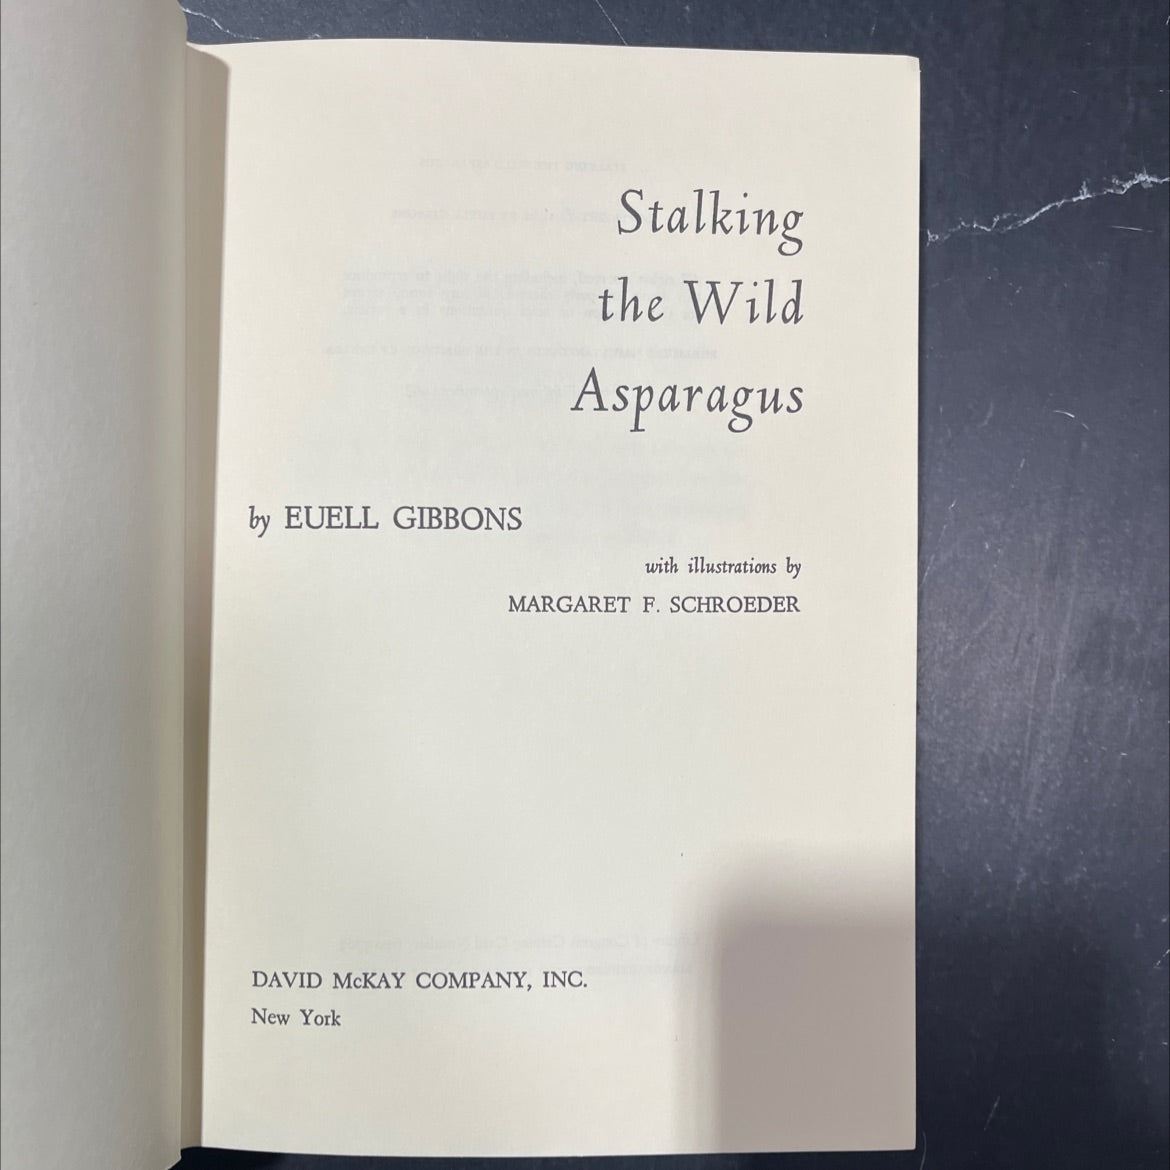 Stalking
the Wild
Asparagus
by EUELL GIBBONS
with illustrations by
MARGARET F. SCHROEDER
DAVID McKAY COMPANY, INC.
New York